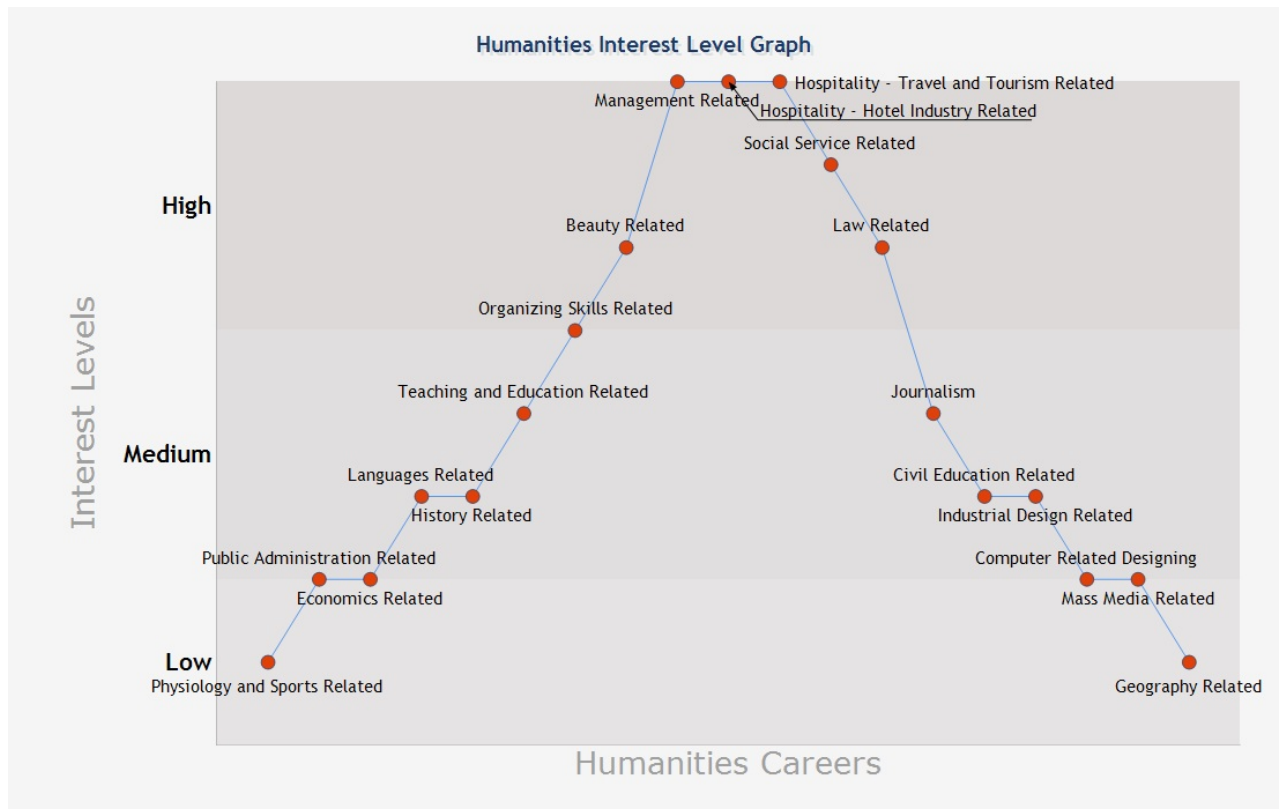 Humanities Interest Level Graph
Hospitality - Travel and Tourism Related
Management Related
Hospitality - Hotel Industry Related
Social Service Related
High
Beauty Related
Law Related
Organizing Skills Related
Interest Levels
Teaching and Education Related
Journalism
Medium
Languages Related
Civil Education Related
History Related
Industrial Design Related
Public Administration Related
Computer Related Designing
Economics Related
Mass Media Related
Low
Physiology and Sports Related
Geography Related
Humanities Careers